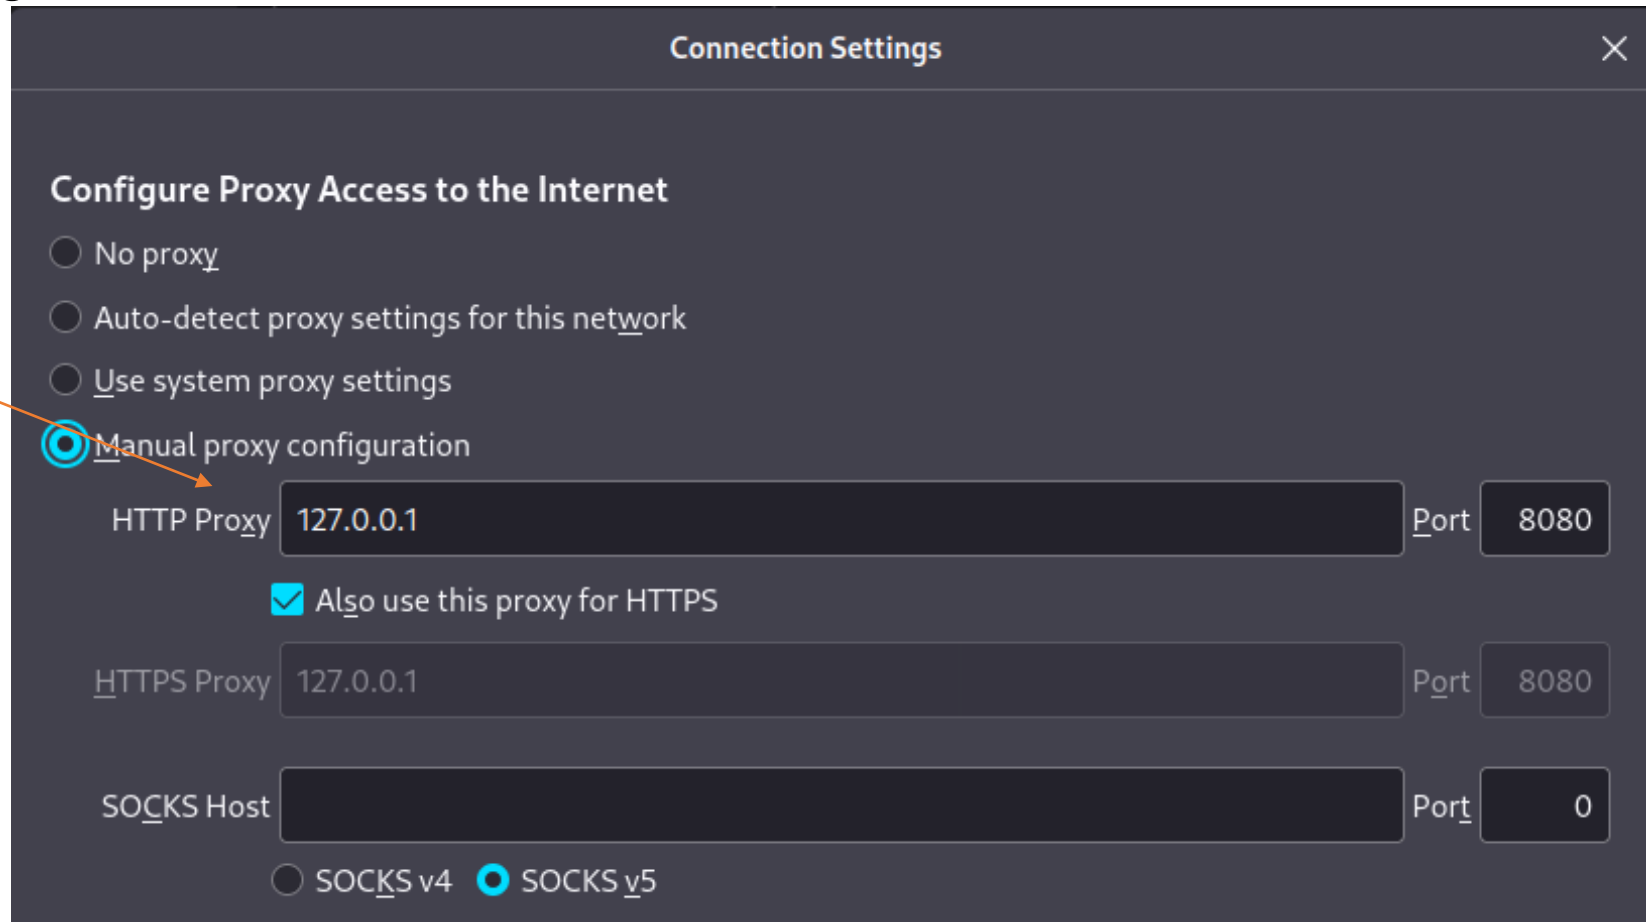 Connection Settings
Configure Proxy Access to the Internet
No proxy
Auto-detect proxy settings for this network
Use system proxy settings
Manual proxy configuration
HTTP Proxy 127.0.0.1 Port 8080
Also use this proxy for HTTPS
HTTPS Proxy 127.0.0.1 Port 8080
SOCKS Host Port 0
SOCKS v4 SOCKS v5